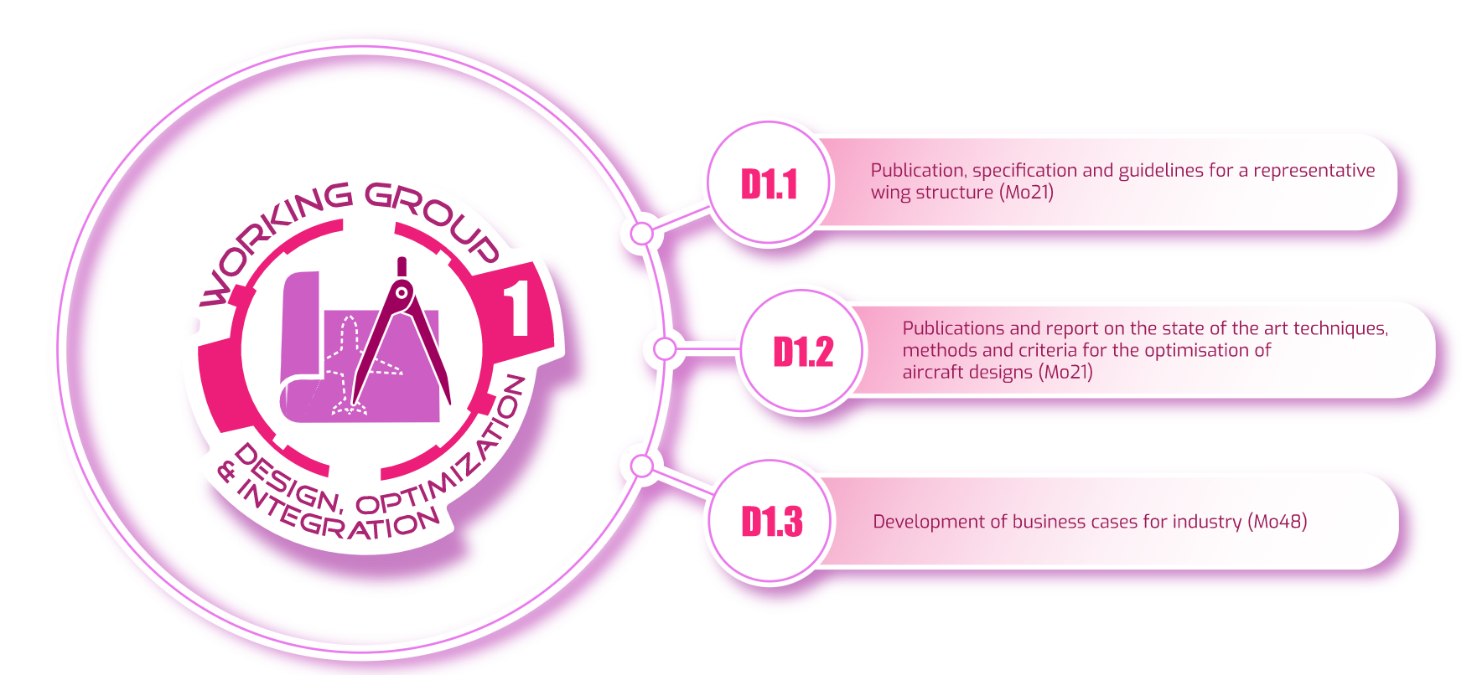 WORKING GROUP
1
DESIGN, OPTIMIZATION
& INTEGRATION
D1.1
Publication, specification and guidelines for a representative
wing structure (Mo21)
D1.2
Publications and report on the state of the art techniques,
methods and criteria for the optimisation of
aircraft designs (Mo21)
D1.3
Development of business cases for industry (Mo48)